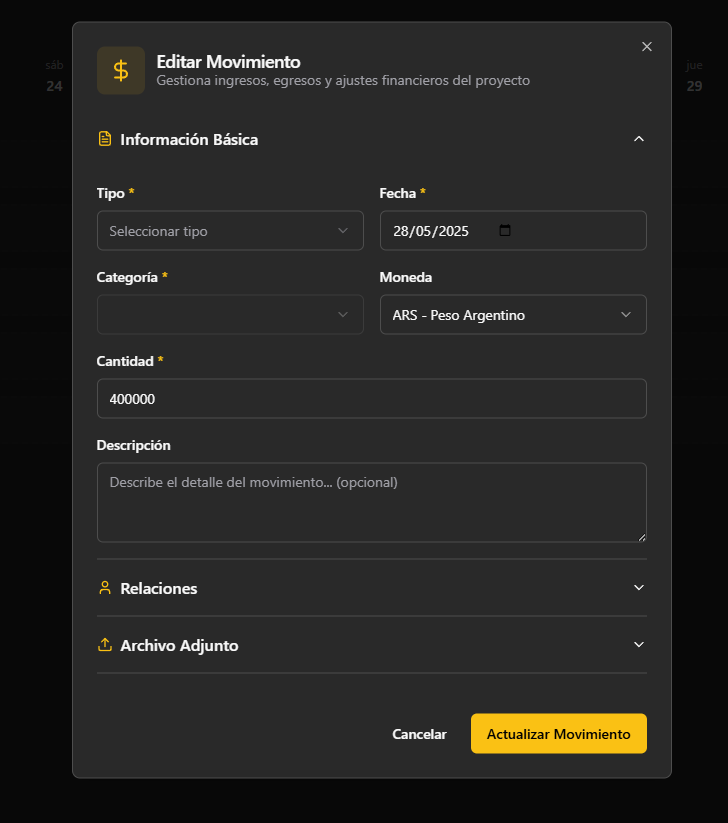 sáb
24
jue
29
Editar Movimiento
Gestiona ingresos, egresos y ajustes financieros del proyecto
Información Básica
Tipo *
Fecha *
Seleccionar tipo
28/05/2025
Categoría *
Moneda
ARS - Peso Argentino
Cantidad *
400000
Descripción
Describe el detalle del movimiento... (opcional)
Relaciones
Archivo Adjunto
Cancelar
Actualizar Movimiento